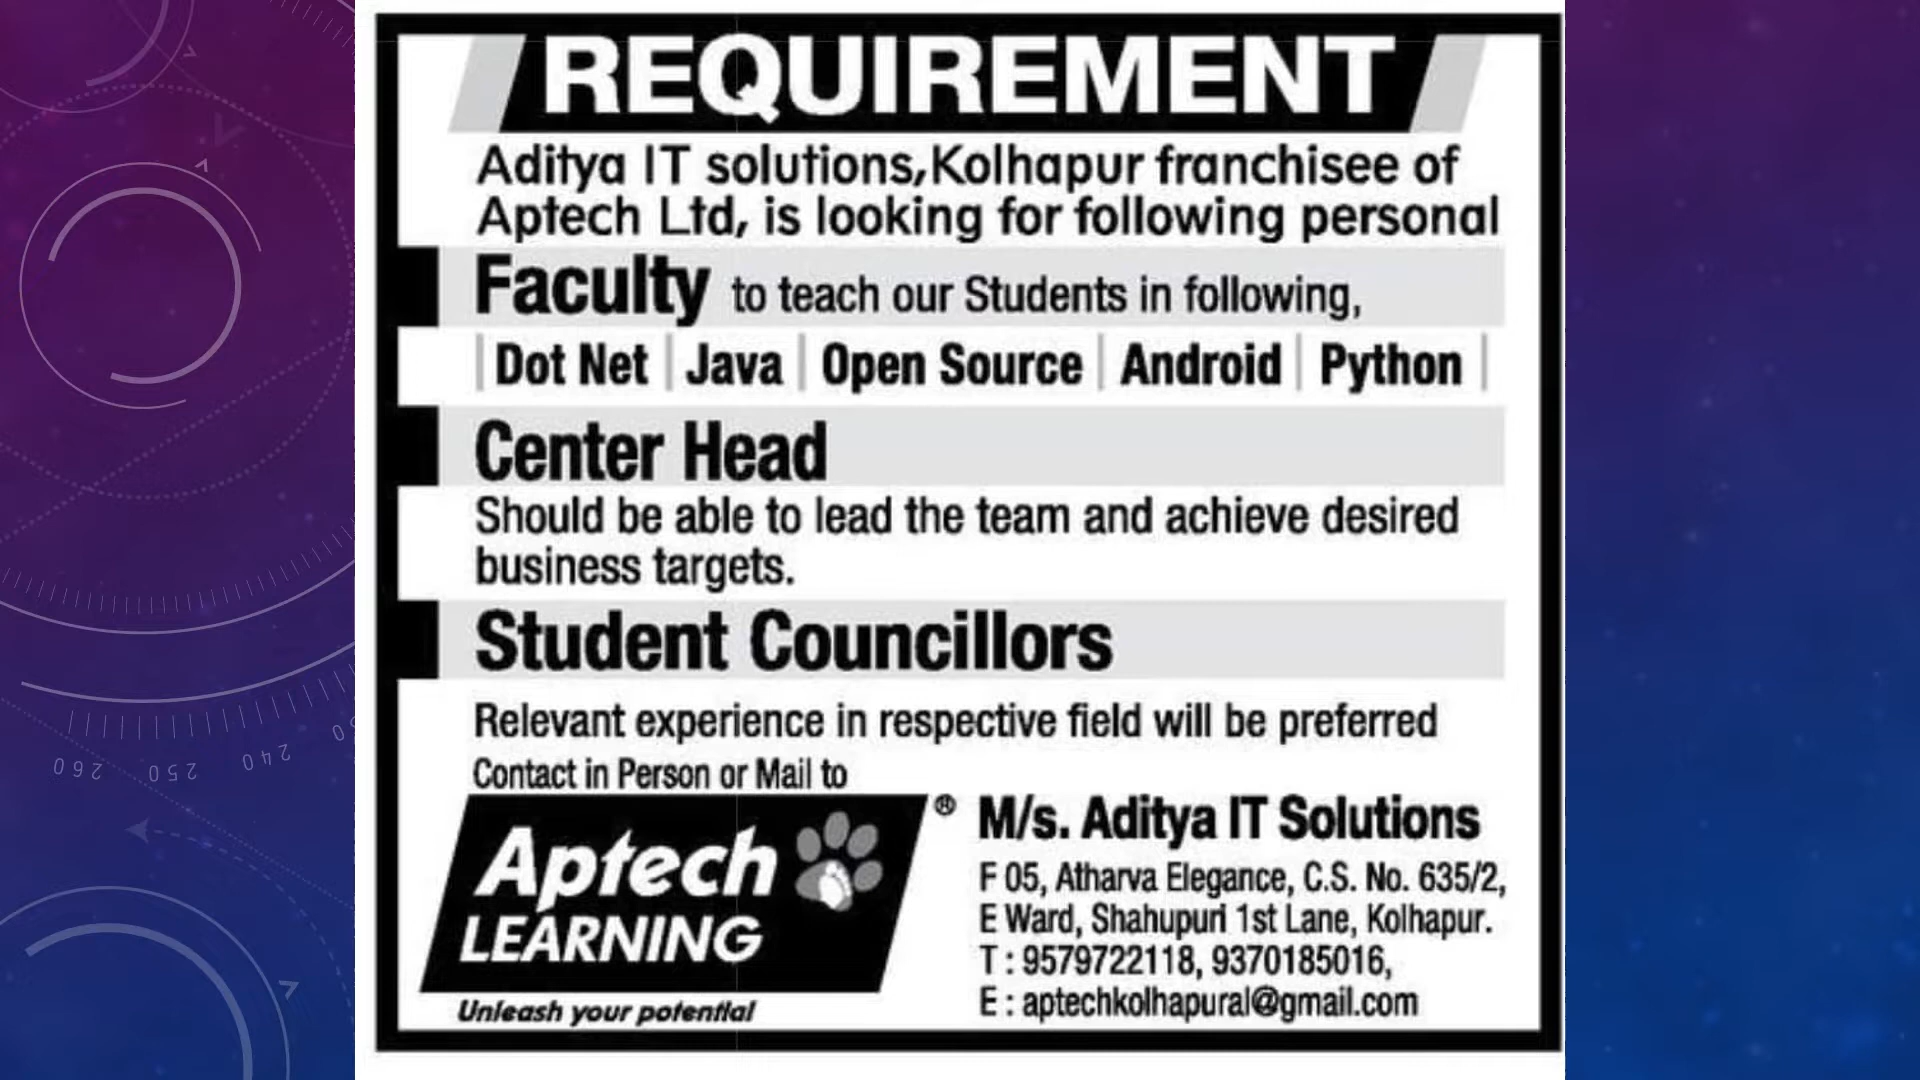 REQUIREMENT
Aditya IT solutions,Kolhapur franchisee of
Aptech Ltd, is looking for following personal
Faculty to teach our Students in following,
| Dot Net | Java | Open Source | Android | Python |
Center Head
Should be able to lead the team and achieve desired
business targets.
Student Councillors
Relevant experience in respective field will be preferred
Contact in Person or Mail to
Aptech ®
LEARNING
Unleash your potential
M/s. Aditya IT Solutions
F 05, Atharva Elegance, C.S. No. 635/2,
E Ward, Shahupuri 1st Lane, Kolhapur.
T : 9579722118, 9370185016,
E : aptechkolhapural@gmail.com
260 250 240